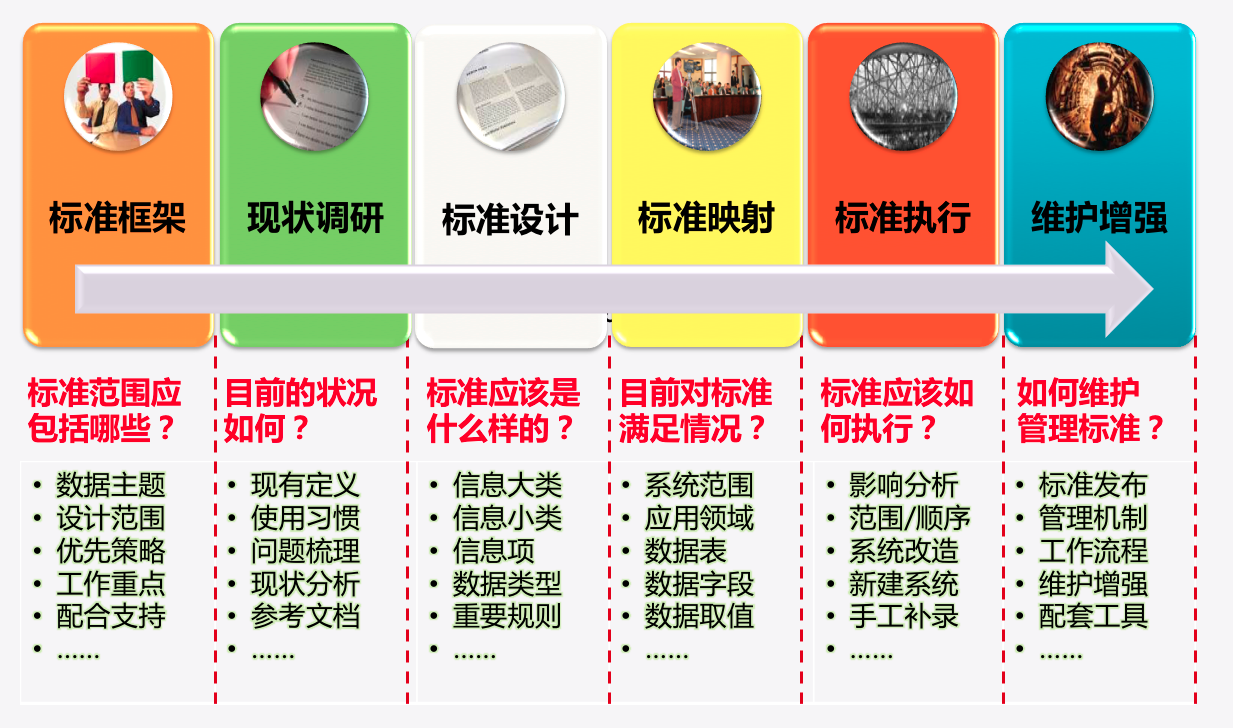 标准框架
现状调研
标准设计
标准映射
标准执行
维护增强
标准范围应
包括哪些？
目前的状况
如何？
标准应该是
什么样的？
目前对标准
满足情况？
标准应该如
何执行？
如何维护
管理标准？
• 数据主题
• 设计范围
• 优先策略
• 工作重点
• 配合支持
• ……
• 现有定义
• 使用习惯
• 问题梳理
• 现状分析
• 参考文档
• ……
• 信息大类
• 信息小类
• 信息项
• 数据类型
• 重要规则
• ……
• 系统范围
• 应用领域
• 数据表
• 数据字段
• 数据取值
• ……
• 影响分析
• 范围/顺序
• 系统改造
• 新建系统
• 手工补录
• ……
• 标准发布
• 管理机制
• 工作流程
• 维护增强
• 配套工具
• ……